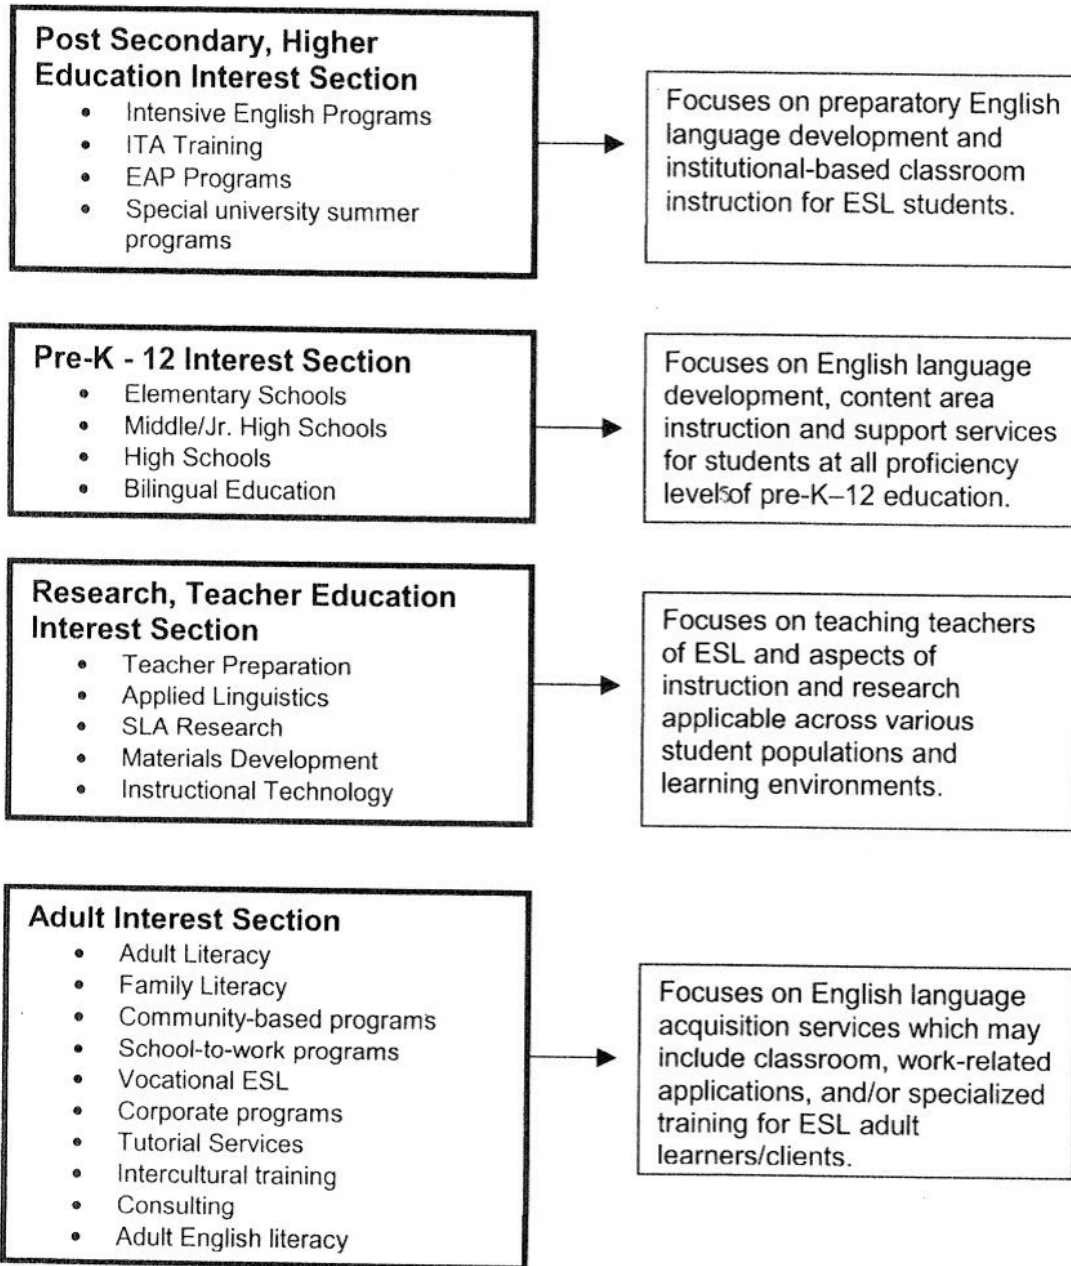 Post Secondary, Higher
Education Interest Section
• Intensive English Programs
• ITA Training
• EAP Programs
• Special university summer
programs
Focuses on preparatory English
language development and
institutional-based classroom
instruction for ESL students.
Pre-K - 12 Interest Section
• Elementary Schools
• Middle/Jr. High Schools
• High Schools
• Bilingual Education
Focuses on English language
development, content area
instruction and support services
for students at all proficiency
levels of pre-K–12 education.
Research, Teacher Education
Interest Section
• Teacher Preparation
• Applied Linguistics
• SLA Research
• Materials Development
• Instructional Technology
Focuses on teaching teachers
of ESL and aspects of
instruction and research
applicable across various
student populations and
learning environments.
Adult Interest Section
• Adult Literacy
• Family Literacy
• Community-based programs
• School-to-work programs
• Vocational ESL
• Corporate programs
• Tutorial Services
• Intercultural training
• Consulting
• Adult English literacy
Focuses on English language
acquisition services which may
include classroom, work-related
applications, and/or specialized
training for ESL adult
learners/clients.